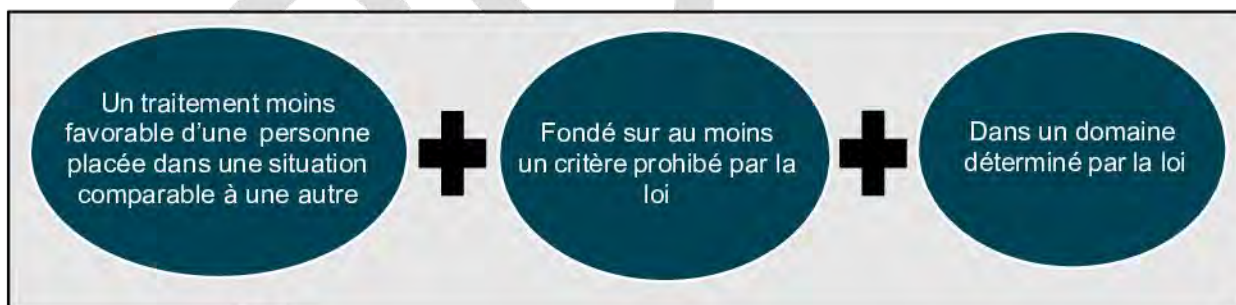 Un traitement moins
favorable d'une personne
placée dans une situation
comparable à une autre
Fondé sur au moins
un critère prohibé par la
loi
Dans un domaine
déterminé par la loi